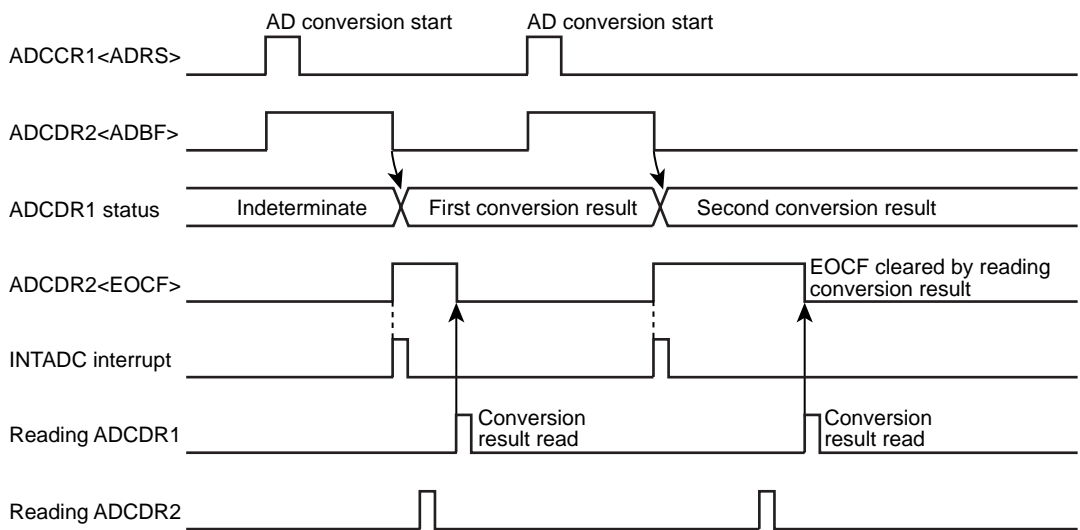 AD conversion start
AD conversion start
ADCCR1<ADRS>
ADCDR2<ADBF>
ADCDR1 status
Indeterminate
First conversion result
Second conversion result
ADCDR2<EOCF>
EOCF cleared by reading
conversion result
INTADC interrupt
Reading ADCDR1
Conversion
result read
Conversion
result read
Reading ADCDR2